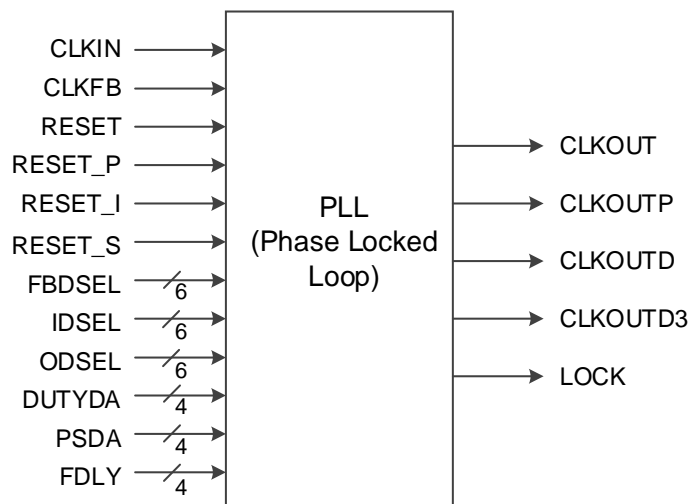 CLKIN
CLKFB
RESET
RESET_P
RESET_I
RESET_S
FBDSEL 6
IDSEL 6
ODSEL 6
DUTYDA 4
PSDA 4
FDLY 4
PLL
(Phase Locked
Loop)
CLKOUT
CLKOUTP
CLKOUTD
CLKOUTD3
LOCK